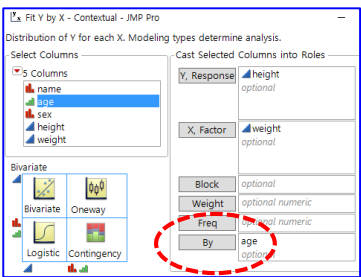 Fit Y by X - Contextual - JMP Pro
Distribution of Y for each X. Modeling types determine analysis.
Select Columns
5 Columns
name
age
sex
height
weight
Cast Selected Columns into Roles
Y, Response
height
optional
X, Factor
weight
optional
Block
optional
Weight
optional numeric
Freq
optional numeric
By
age
optional
Bivariate
Bivariate
Oneway
Logistic
Contingency